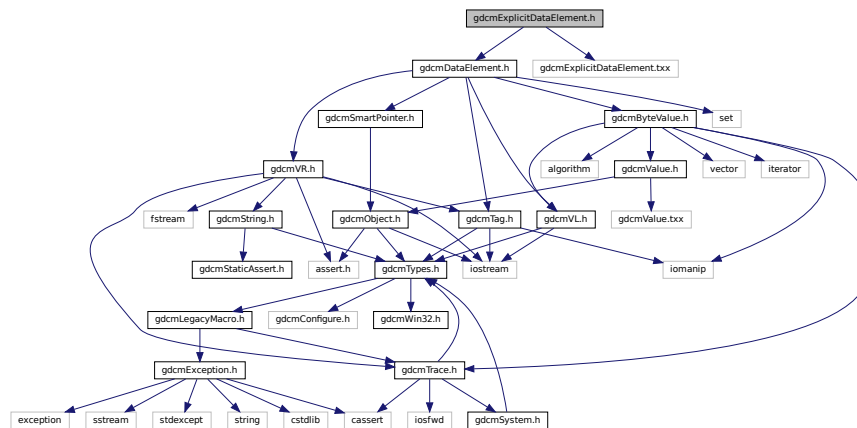 gdcmExplicitDataElement.h
gdcmDataElement.h
gdcmExplicitDataElement.txx
gdcmSmartPointer.h
gdcmByteValue.h
set
gdcmVR.h
algorithm
gdcmValue.h
vector
iterator
fstream
gdcmString.h
gdcmObject.h
gdcmTag.h
gdcmVL.h
gdcmValue.txx
gdcmStaticAssert.h
assert.h
gdcmTypes.h
iostream
iomanip
gdcmLegacyMacro.h
gdcmConfigure.h
gdcmWin32.h
gdcmException.h
gdcmTrace.h
exception
sstream
stdexcept
string
cstdlib
cassert
iosfwd
gdcmSystem.h